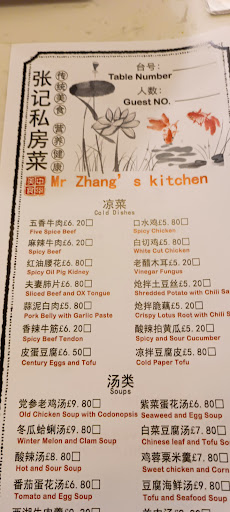 台号:
Table Number
人数:
Guest NO.
张记私房菜
传统美食 营养健康
Mr Zhang's kitchen
凉菜
Cold Dishes
五香牛肉£6. 20□
Five Spice Beef
麻辣牛肉£6. 20□
Spicy Beef
红油腰花£6. 80□
Spicy Oil Pig Kidney
夫妻肺片£6. 80□
Sliced Beef and OX Tongue
蒜泥白肉£5. 80□
Pork Belly with Garlic Paste
香辣牛筋£6. 20□
Spicy Beef Tendon
皮蛋豆腐£6. 50□
Century Eggs and Tofu
口水鸡£5. 80□
Spicy Chicken
白切鸡£5. 80□
White Cut Chicken
老醋木耳£5. 20□
Vinegar Fungus
炝拌土豆丝£5. 20□
Shredded Potato with Chili Sa
炝拌脆藕£5. 20□
Crispy Lotus Root with Chili S
酸辣拍黄瓜£5. 20□
Spicy and Sour Cucumber
凉拌豆腐皮£5. 80□
Cold Paper Tofu
汤类
Soups
党参老鸡汤£9. 80□
Old Chicken Soup with Codonopsis
冬瓜蛤蜊汤£9. 80□
Winter Melon and Clam Soup
酸辣汤£8. 50□
Hot and Sour Soup
番茄蛋花汤£6. 20□
Tomato and Egg Soup
紫菜蛋花汤£6. 80□
Seaweed and Egg Soup
白菜豆腐汤£7. 80□
Chinese leaf and Tofu So
鸡蓉粟米羹£7. 80□
Sweet chicken and Corn
豆腐海鲜汤£9. 80□
Tofu and Seafood Soup